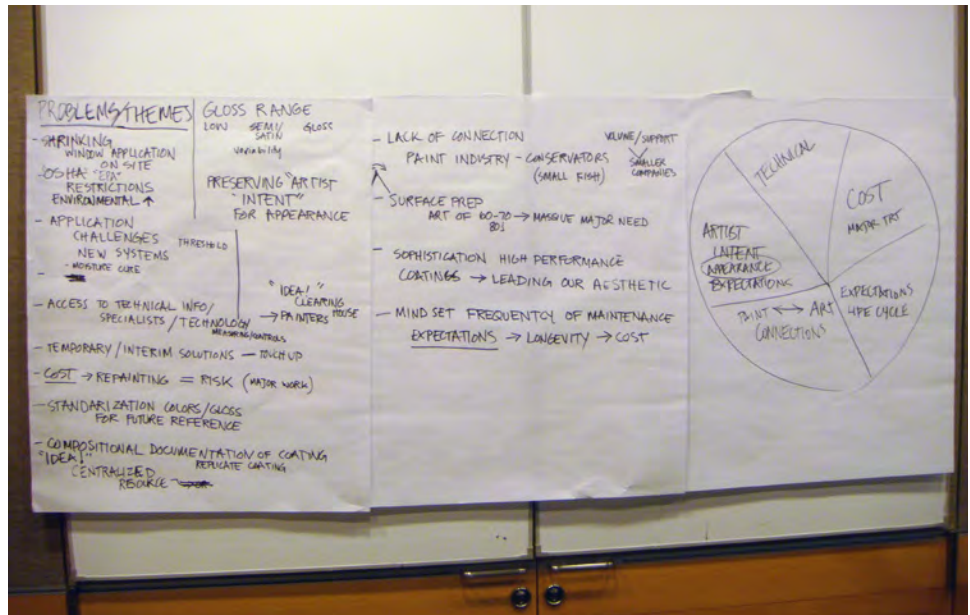 PROBLEMS/THEMES
- SHRINKING
WINDOW APPLICATION
ON SITE
- OSHA "EPA"
RESTRICTIONS
ENVIRONMENTAL ↑
- APPLICATION
CHALLENGES
NEW SYSTEMS
- MOISTURE CURE
-
- ACCESS TO TECHNICAL INFO/
SPECIALISTS/TECHNOLOGY
MEASURING/CONTROLS
- TEMPORARY/INTERIM SOLUTIONS - TOUCH UP
- COST → REPAINTING = RISK (MAJOR WORK)
- STANDARIZATION COLORS/GLOSS
FOR FUTURE REFERENCE
- COMPOSITIONAL DOCUMENTATION OF COATING
"IDEA!" REPLICATE COATING
CENTRALIZED
RESOURCE
GLOSS RANGE
LOW SEMI/ GLOSS
SATIN
variability
PRESERVING "ARTIST
"INTENT"
FOR APPEARANCE
THRESHOLD
"IDEA!"
CLEARING
HOUSE
→ PAINTERS
- LACK OF CONNECTION
PAINT INDISTRY - CONSERVATORS
(SMALL FISH)
VOLUME/SUPPORT
SMALLER
COMPANIES
- SURFACE PREP
ART OF 60-70 → MASQUE MAJOR NEED
80s
- SOPHISTICATION HIGH PERFORMANCE
COATINGS → LEADING OUR AESTHETIC
- MIND SET FREQUENTCY OF MAINTENANCE
EXPECTATIONS → LONGEVITY → COST
TECHNICAL
COST
MAJOR TRT
ARTIST
INTENT
APPEARANCE
EXPECTATIONS
EXPECTATIONS
LIFE CYCLE
PAINT ↔ ART
CONNECTIONS